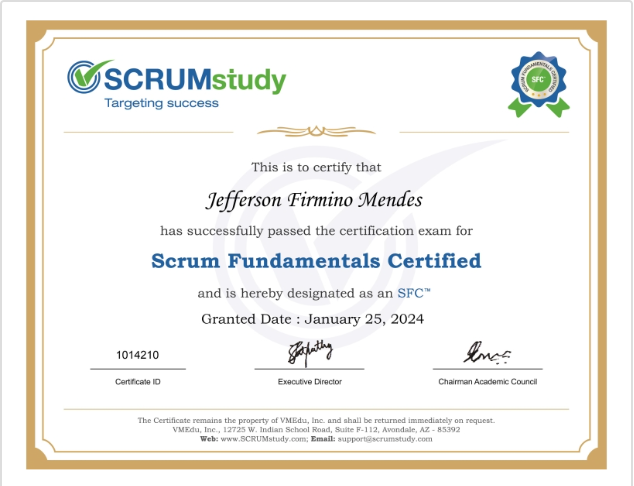 SCRUMstudy
Targeting success
SCRUM FUNDAMENTALS CERTIFIED
SFC
This is to certify that
Jefferson Firmino Mendes
has successfully passed the certification exam for
Scrum Fundamentals Certified
and is hereby designated as an SFC™
Granted Date : January 25, 2024
1014210
Certificate ID
Executive Director
Chairman Academic Council
The Certificate remains the property of VMEdu, Inc. and shall be returned immediately on request.
VMEdu, Inc., 12725 W. Indian School Road, Suite F-112, Avondale, AZ - 85392
Web: www.SCRUMstudy.com; Email: support@scrumstudy.com